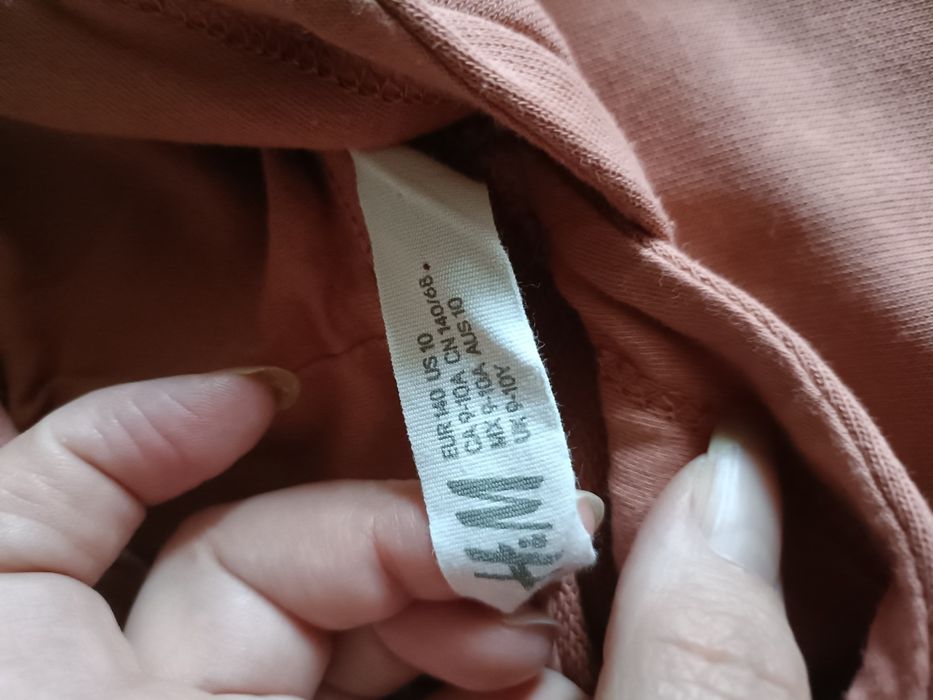 H&M
EUR 140 US 10
CA 9-10A CN 140/68.
MX 9-10A AUS 10
UK 9-10Y